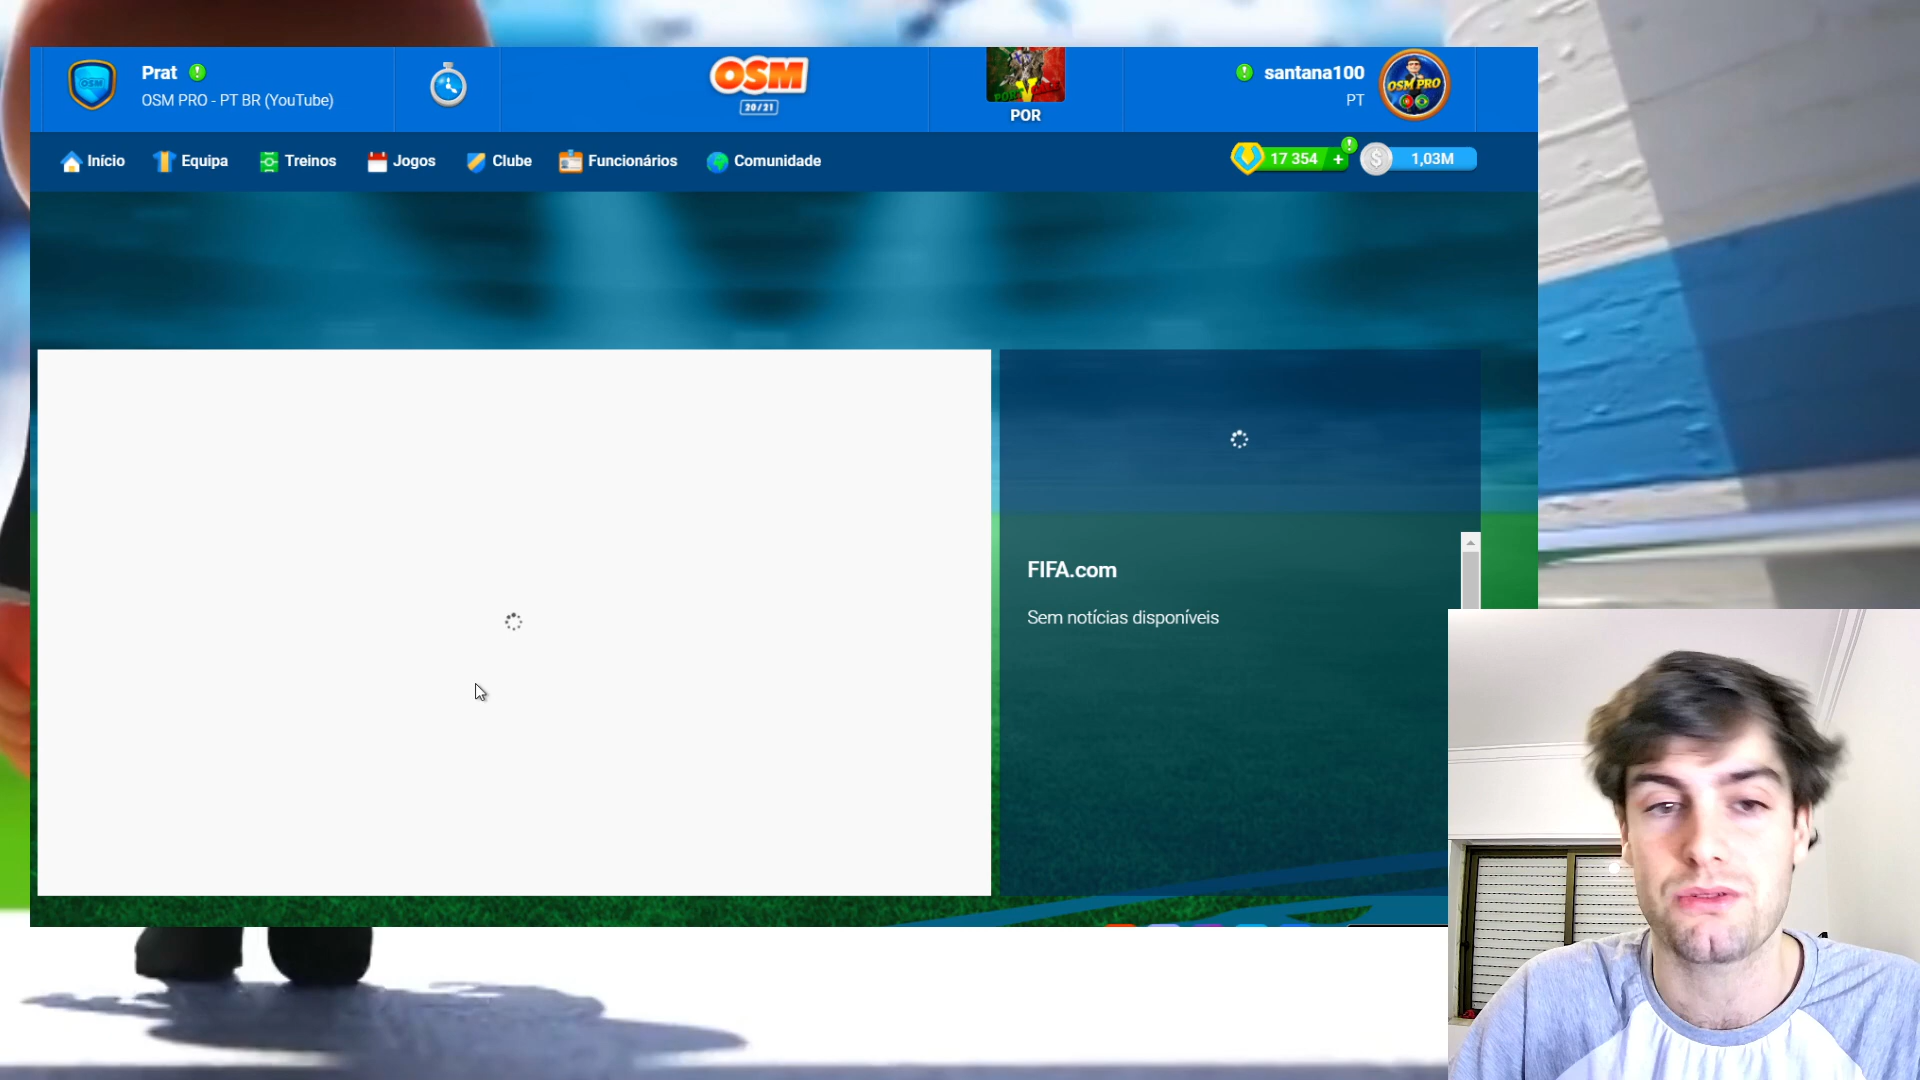 Prat
OSM PRO - PT BR (YouTube)
OSM
20/21
POR
santana100
PT
OSM PRO
Início
Equipa
Treinos
Jogos
Clube
Funcionários
Comunidade
17 354 +
1,03M
FIFA.com
Sem notícias disponíveis